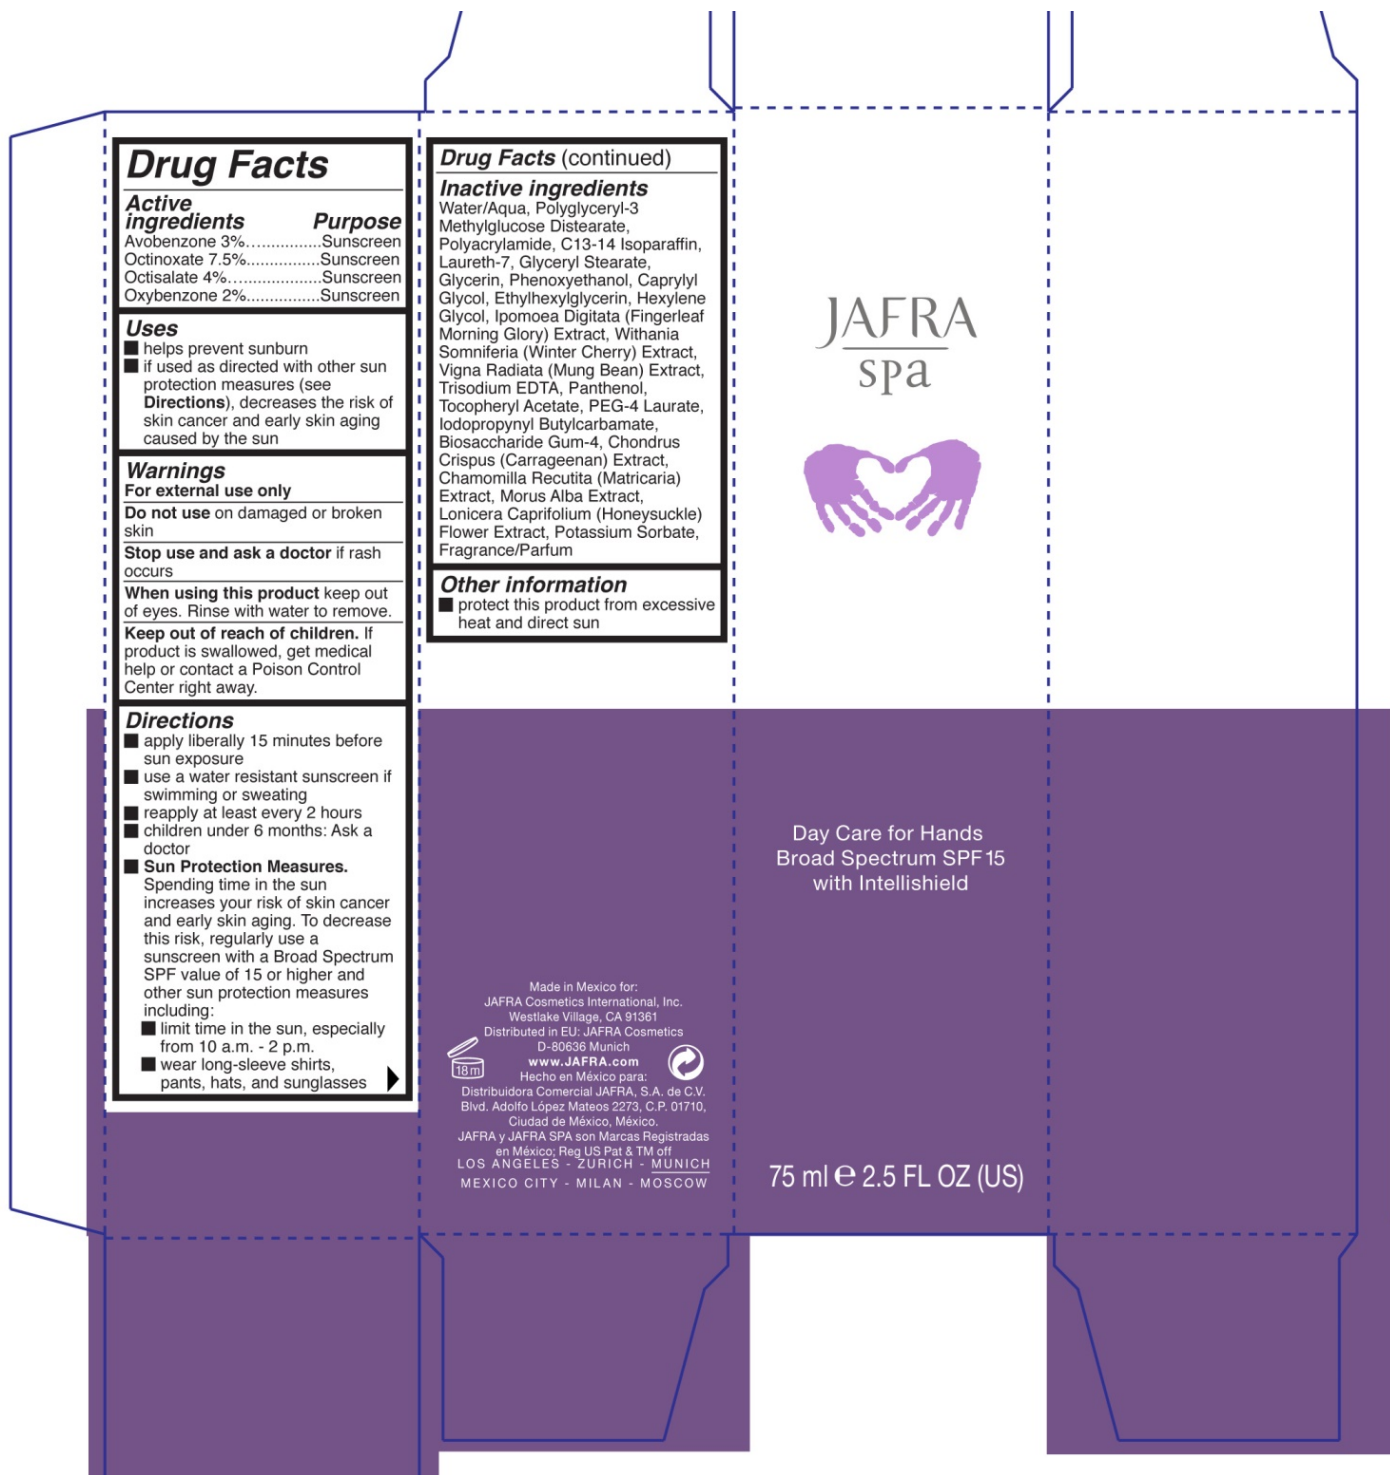 Drug Facts
Active
ingredients Purpose
Avobenzone 3%................Sunscreen
Octinoxate 7.5%................Sunscreen
Octisalate 4%....................Sunscreen
Oxybenzone 2%................Sunscreen
Uses
■ helps prevent sunburn
■ if used as directed with other sun
protection measures (see
Directions), decreases the risk of
skin cancer and early skin aging
caused by the sun
Warnings
For external use only
Do not use on damaged or broken
skin
Stop use and ask a doctor if rash
occurs
When using this product keep out
of eyes. Rinse with water to remove.
Keep out of reach of children. If
product is swallowed, get medical
help or contact a Poison Control
Center right away.
Directions
■ apply liberally 15 minutes before
sun exposure
■ use a water resistant sunscreen if
swimming or sweating
■ reapply at least every 2 hours
■ children under 6 months: Ask a
doctor
■ Sun Protection Measures.
Spending time in the sun
increases your risk of skin cancer
and early skin aging. To decrease
this risk, regularly use a
sunscreen with a Broad Spectrum
SPF value of 15 or higher and
other sun protection measures
including:
■ limit time in the sun, especially
from 10 a.m. - 2 p.m.
■ wear long-sleeve shirts,
pants, hats, and sunglasses
Drug Facts (continued)
Inactive ingredients
Water/Aqua, Polyglyceryl-3
Methylglucose Distearate,
Polyacrylamide, C13-14 Isoparaffin,
Laureth-7, Glyceryl Stearate,
Glycerin, Phenoxyethanol, Caprylyl
Glycol, Ethylhexylglycerin, Hexylene
Glycol, Ipomoea Digitata (Fingerleaf
Morning Glory) Extract, Withania
Somniferia (Winter Cherry) Extract,
Vigna Radiata (Mung Bean) Extract,
Trisodium EDTA, Panthenol,
Tocopheryl Acetate, PEG-4 Laurate,
Iodopropynyl Butylcarbamate,
Biosaccharide Gum-4, Chondrus
Crispus (Carrageenan) Extract,
Chamomilla Recutita (Matricaria)
Extract, Morus Alba Extract,
Lonicera Caprifolium (Honeysuckle)
Flower Extract, Potassium Sorbate,
Fragrance/Parfum
Other information
■ protect this product from excessive
heat and direct sun
Made in Mexico for:
JAFRA Cosmetics International, Inc.
Westlake Village, CA 91361
Distributed in EU: JAFRA Cosmetics
D-80636 Munich
www.JAFRA.com
18 m
Hecho en México para:
Distribuidora Comercial JAFRA, S.A. de C.V.
Blvd. Adolfo López Mateos 2273, C.P. 01710,
Ciudad de México, México.
JAFRA y JAFRA SPA son Marcas Registradas
en México; Reg US Pat & TM off
LOS ANGELES - ZURICH - MUNICH
MEXICO CITY - MILAN - MOSCOW
JAFRA
spa
Day Care for Hands
Broad Spectrum SPF 15
with Intellishield
75 ml ℮ 2.5 FL OZ (US)